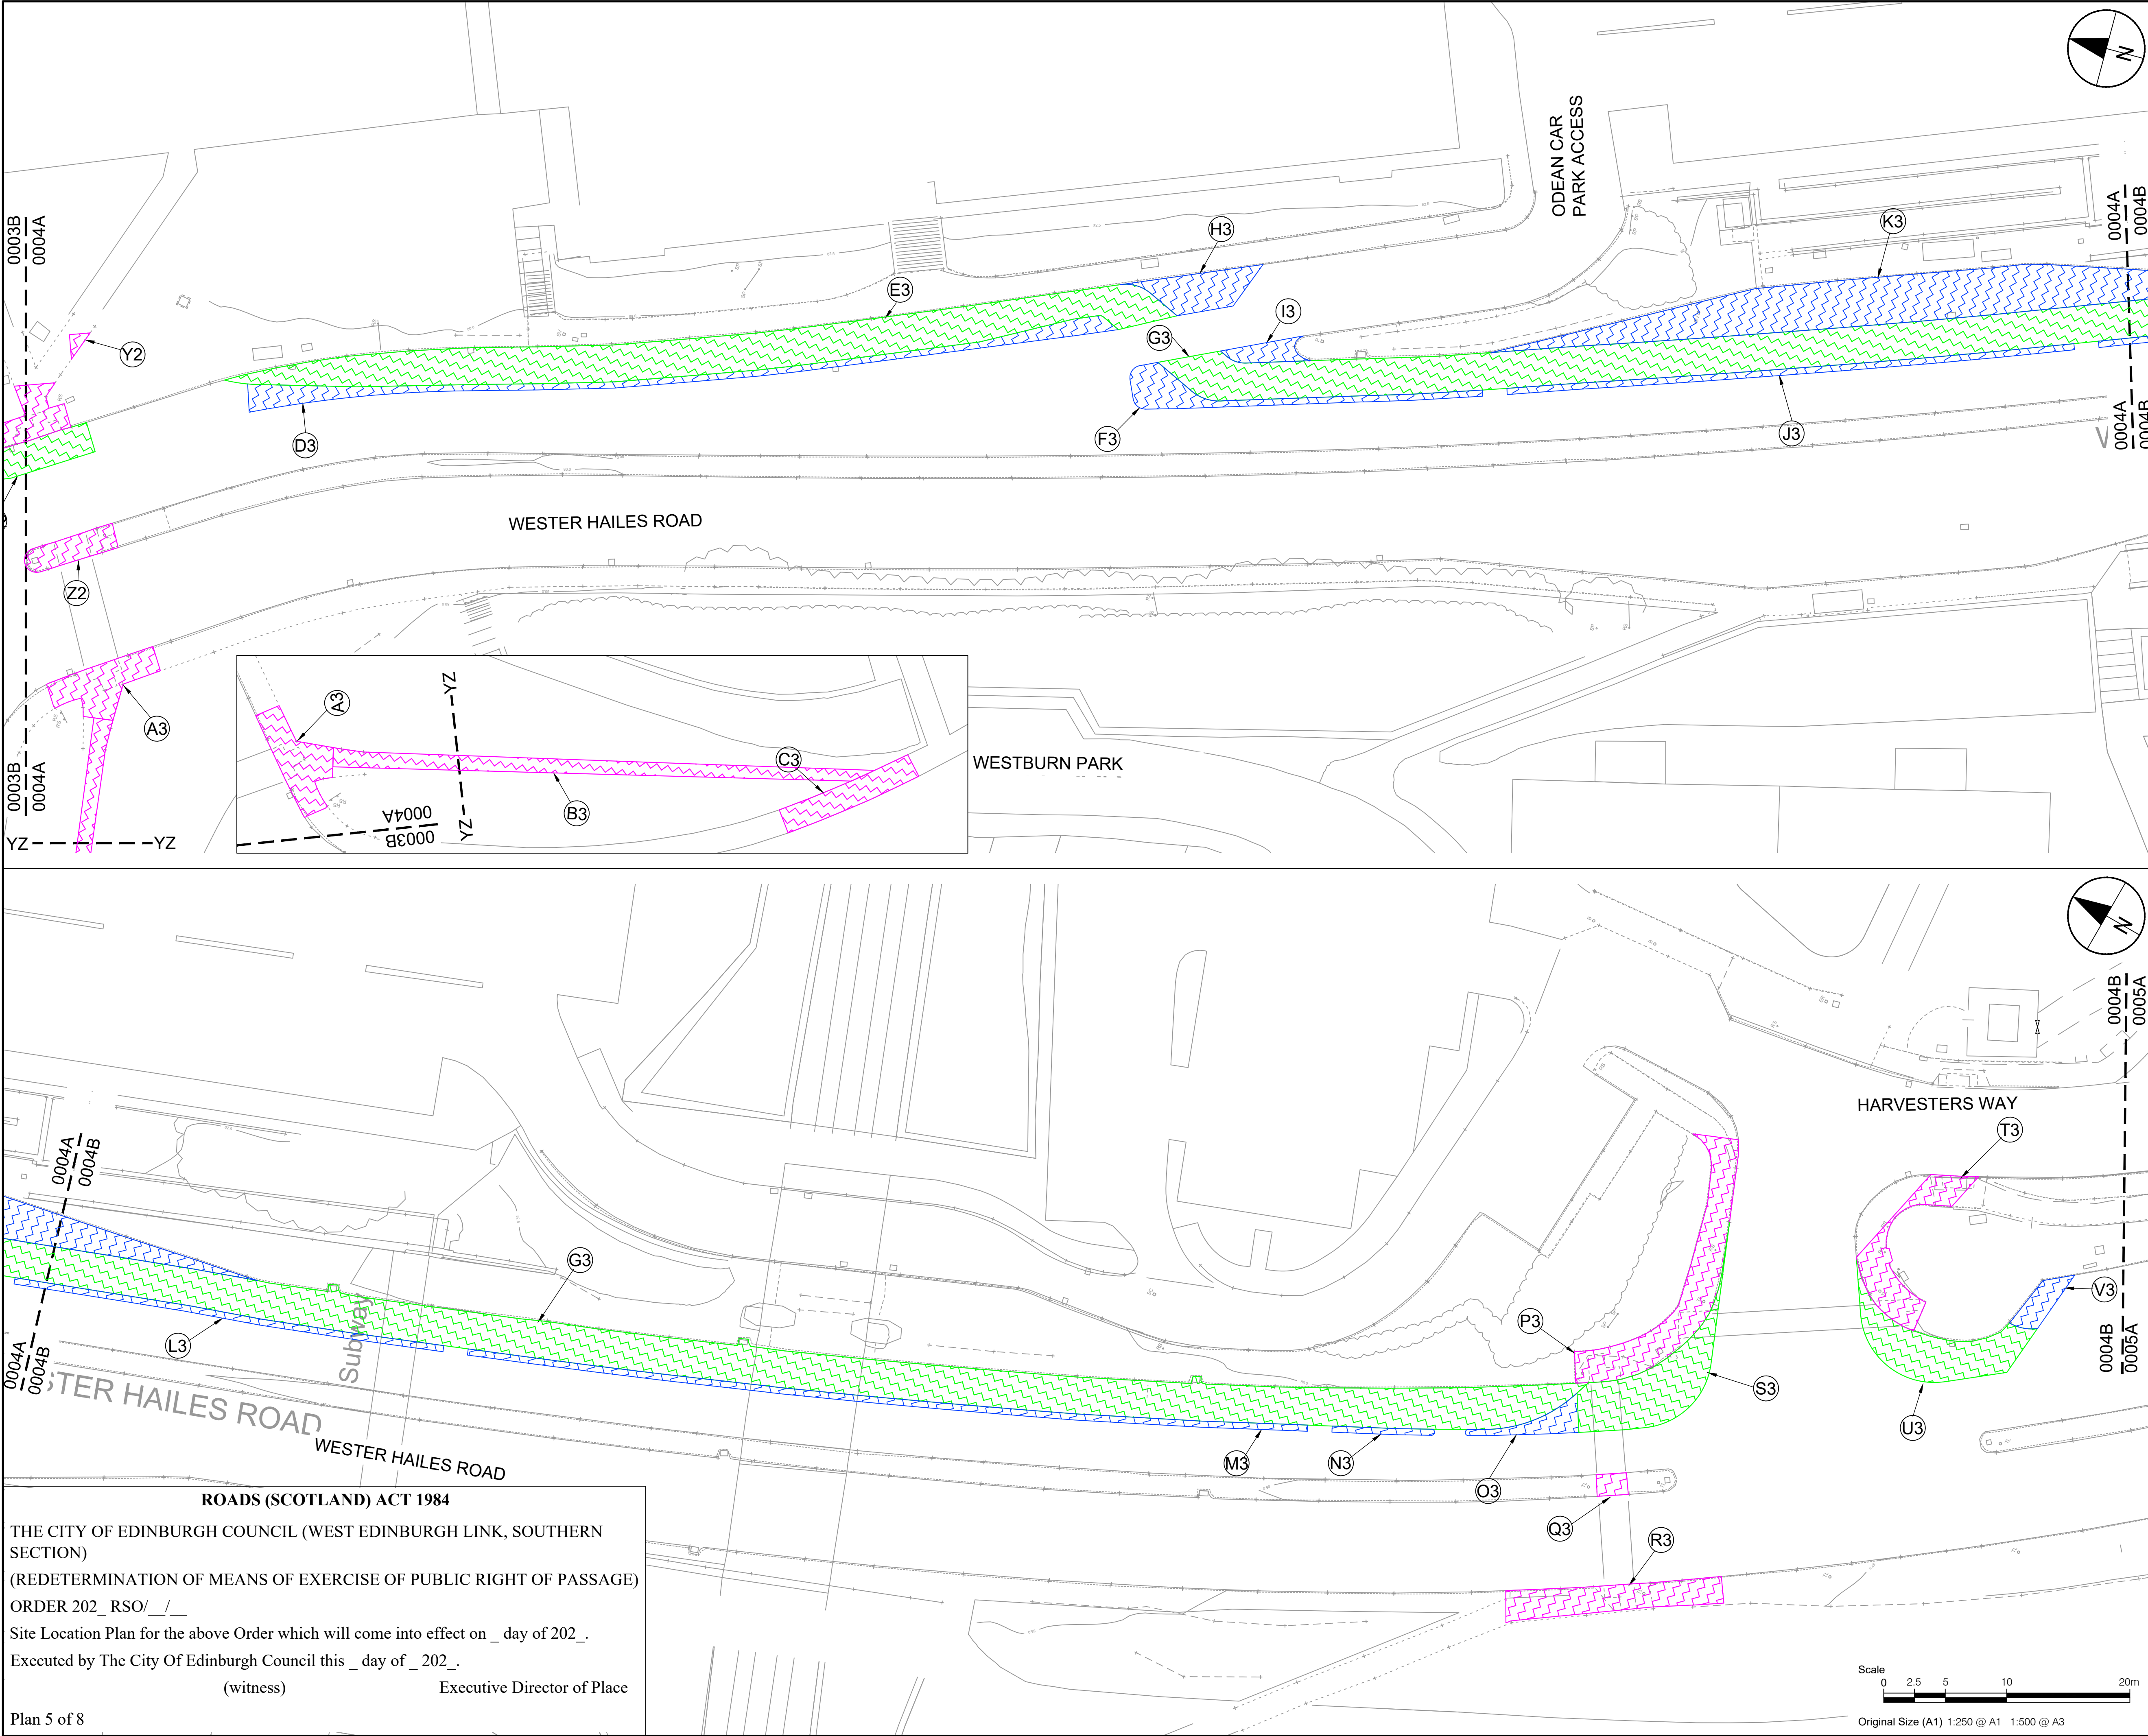 N
ODEAN CAR
PARK ACCESS
0003B
0004A
0004A
0004B
H3
K3
E3
I3
G3
Y2
D3
F3
J3
0004A
0004B
WESTER HAILES ROAD
Z2
A3
0003B
0004A
YZ
YZ
A3
YZ
C3
B3
0004A
0003B
YZ
WESTBURN PARK
N
0004B
0005A
HARVESTERS WAY
T3
0004A
0004B
G3
V3
P3
L3
Subway
S3
0004B
0005A
0004A
0004B
STER HAILES ROAD
U3
WESTER HAILES ROAD
M3
N3
O3
Q3
R3
ROADS (SCOTLAND) ACT 1984
THE CITY OF EDINBURGH COUNCIL (WEST EDINBURGH LINK, SOUTHERN
SECTION)
(REDETERMINATION OF MEANS OF EXERCISE OF PUBLIC RIGHT OF PASSAGE)
ORDER 202_ RSO/__/__
Site Location Plan for the above Order which will come into effect on _ day of 202_.
Executed by The City Of Edinburgh Council this _ day of _ 202_.
(witness) Executive Director of Place
Plan 5 of 8
Scale
0 2.5 5 10 20m
Original Size (A1) 1:250 @ A1 1:500 @ A3